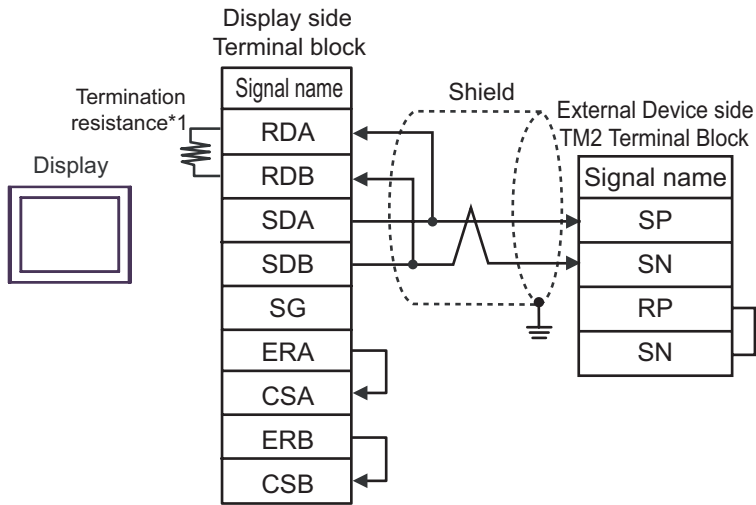 Display side
Terminal block
Signal name
Termination
resistance*1
Display
RDA
RDB
SDA
SDB
SG
ERA
CSA
ERB
CSB
Shield
External Device side
TM2 Terminal Block
Signal name
SP
SN
RP
SN